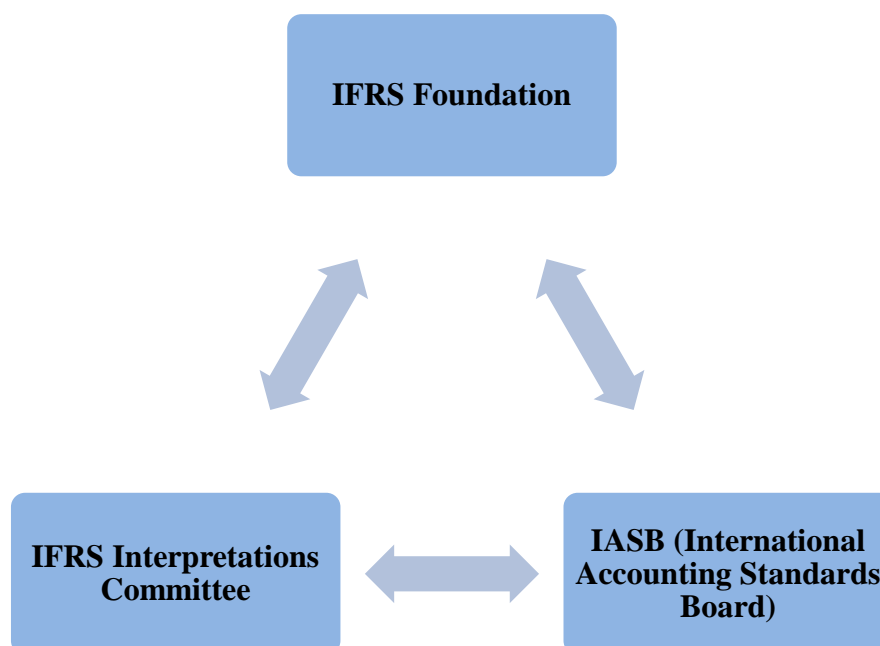 IFRS Foundation
IFRS Interpretations
Committee
IASB (International
Accounting Standards
Board)